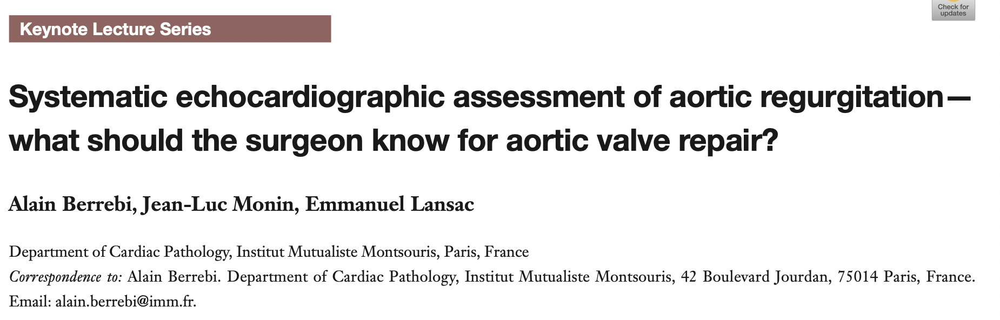 Check for
updates
Keynote Lecture Series
Systematic echocardiographic assessment of aortic regurgitation—
what should the surgeon know for aortic valve repair?
Alain Berrebi, Jean-Luc Monin, Emmanuel Lansac
Department of Cardiac Pathology, Institut Mutualiste Montsouris, Paris, France
Correspondence to: Alain Berrebi. Department of Cardiac Pathology, Institut Mutualiste Montsouris, 42 Boulevard Jourdan, 75014 Paris, France.
Email: alain.berrebi@imm.fr.